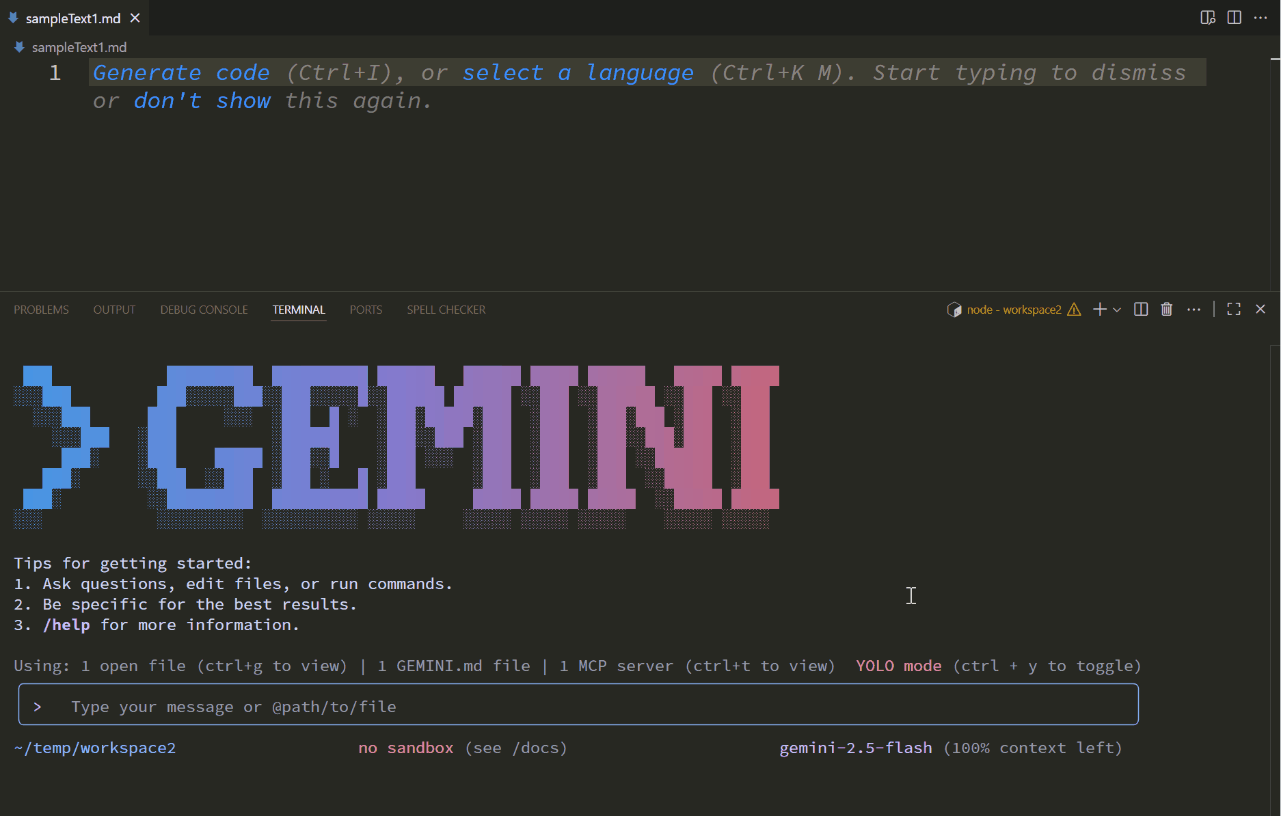 sampleText1.md
sampleText1.md
1 Generate code (Ctrl+I), or select a language (Ctrl+K M). Start typing to dismiss
or don't show this again.
PROBLEMS OUTPUT DEBUG CONSOLE TERMINAL PORTS SPELL CHECKER node - workspace2
> GEMINI
Tips for getting started:
1. Ask questions, edit files, or run commands.
2. Be specific for the best results.
3. /help for more information.
Using: 1 open file (ctrl+g to view) | 1 GEMINI.md file | 1 MCP server (ctrl+t to view) YOLO mode (ctrl + y to toggle)
> Type your message or @path/to/file
~/temp/workspace2 no sandbox (see /docs) gemini-2.5-flash (100% context left)